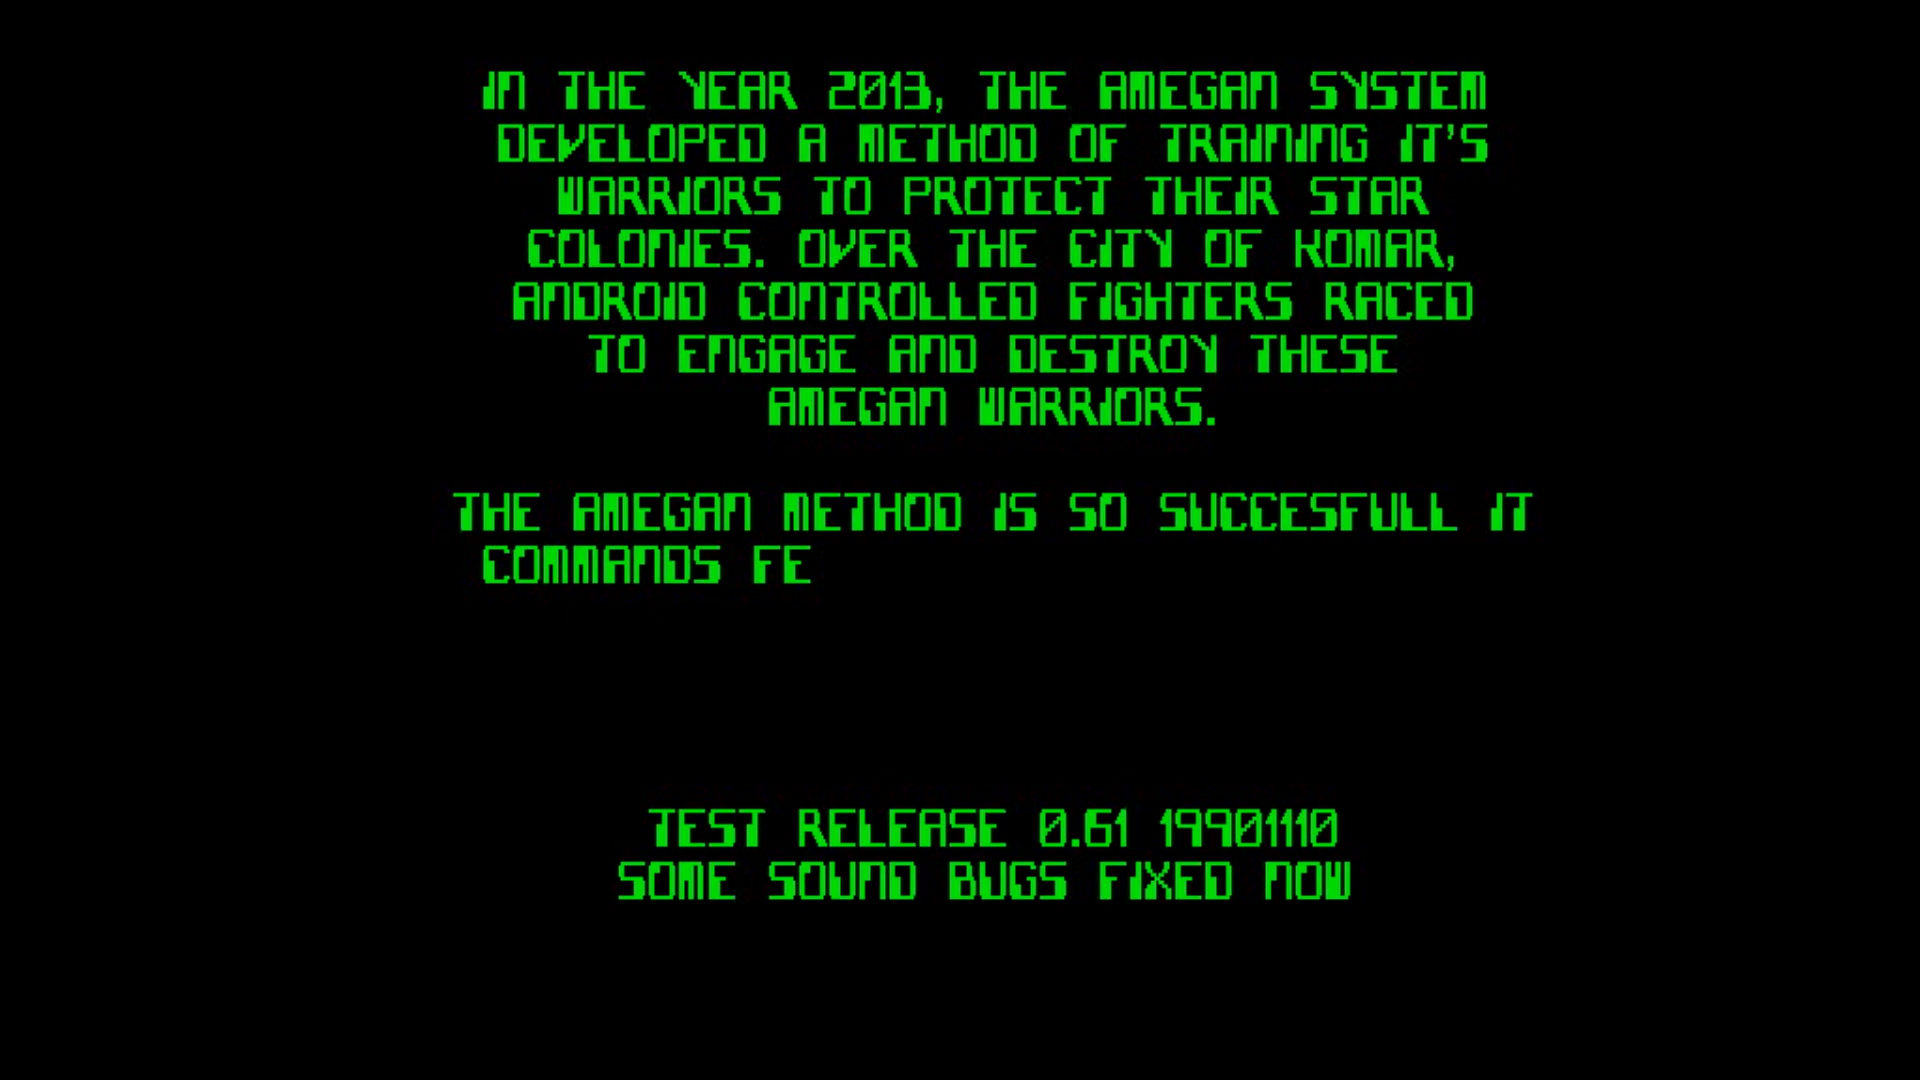 IN THE YEAR 2013, THE AMEGAN SYSTEM
DEVELOPED A METHOD OF TRAINING IT'S
WARRIORS TO PROTECT THEIR STAR
COLONIES. OVER THE CITY OF KOMAR,
ANDROID CONTROLLED FIGHTERS RACED
TO ENGAGE AND DESTROY THESE
AMEGAN WARRIORS.
THE AMEGAN METHOD IS SO SUCCESFULL IT
COMMANDS FE
TEST RELEASE 0.61 19901110
SOME SOUND BUGS FIXED NOW